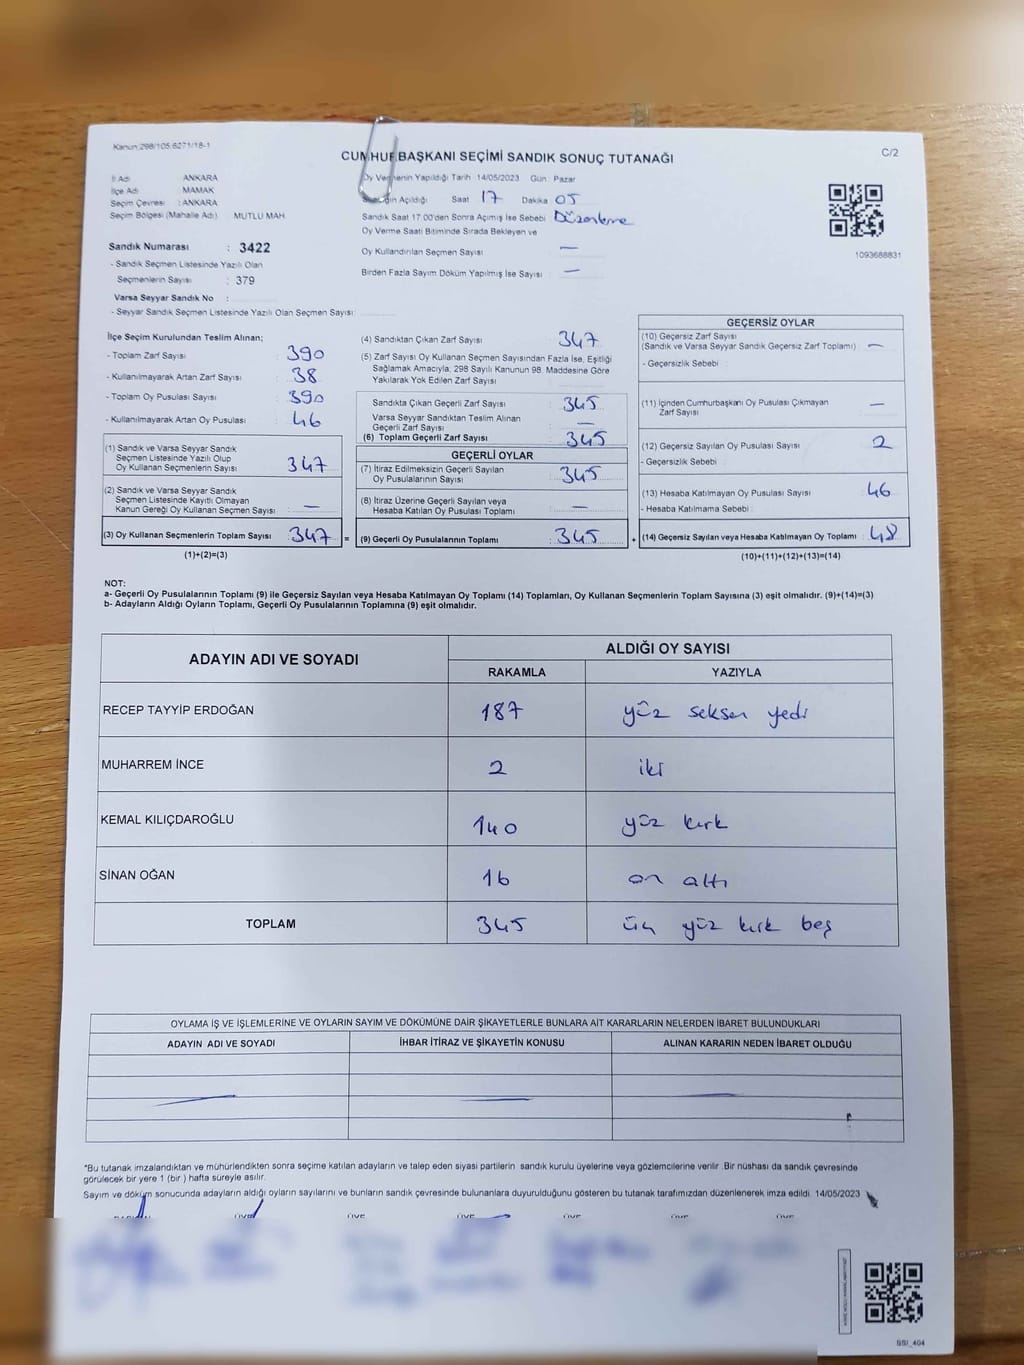 Kanun 298/105 6271/18-1
CUMHURBAŞKANI SEÇİMİ SANDIK SONUÇ TUTANAĞI
C/2
İl Adı : ANKARA
İlçe Adı : MAMAK
Seçim Çevresi : ANKARA
Seçim Bölgesi (Mahalle Adı) MUTLU MAH
Sandık Numarası : 3422
- Sandık Seçmen Listesinde Yazılı Olan
Seçmenlerin Sayısı : 379
Varsa Seyyar Sandık No :
- Seyyar Sandık Seçmen Listesinde Yazılı Olan Seçmen Sayısı:
Oy Vermenin Yapıldığı Tarih 14/05/2023 Gün : Pazar
Sandığın Açıldığı Saat 17 Dakika 05
Sandık Saat 17:00'den Sonra Açımış İse Sebebi Düzenleme
Oy Verme Saati Bitiminde Sırada Bekleyen ve
Oy Kullandırılan Seçmen Sayısı : —
Birden Fazla Sayım Döküm Yapılmış İse Sayısı : —
1093688831
İlçe Seçim Kurulundan Teslim Alınan;
- Toplam Zarf Sayısı : 390
- Kullanılmayarak Artan Zarf Sayısı : 38
- Toplam Oy Pusulası Sayısı : 390
- Kullanılmayarak Artan Oy Pusulası : 46
(1) Sandık ve Varsa Seyyar Sandık
Seçmen Listesinde Yazılı Olup
Oy Kullanan Seçmenlerin Sayısı : 347
(2) Sandık ve Varsa Seyyar Sandık
Seçmen Listesinde Kayıtlı Olmayan
Kanun Gereği Oy Kullanan Seçmen Sayısı : —
(3) Oy Kullanan Seçmenlerin Toplam Sayısı : 347 =
(1)+(2)=(3)
(4) Sandıktan Çıkan Zarf Sayısı : 347
(5) Zarf Sayısı Oy Kullanan Seçmen Sayısından Fazla İse, Eşitliği
Sağlamak Amacıyla, 298 Sayılı Kanunun 98. Maddesine Göre
Yakılarak Yok Edilen Zarf Sayısı :
Sandıkta Çıkan Geçerli Zarf Sayısı : 345
Varsa Seyyar Sandıktan Teslim Alınan
Geçerli Zarf Sayısı : —
(6) Toplam Geçerli Zarf Sayısı : 345
GEÇERLİ OYLAR
(7) İtiraz Edilmeksizin Geçerli Sayılan
Oy Pusulalarının Sayısı : 345
(8) İtiraz Üzerine Geçerli Sayılan veya
Hesaba Katılan Oy Pusulaları Toplamı : —
(9) Geçerli Oy Pusulalarının Toplamı : 345 +
GEÇERSİZ OYLAR
(10) Geçersiz Zarf Sayısı
(Sandık ve Varsa Seyyar Sandık Geçersiz Zarf Toplamı) : —
- Geçersizlik Sebebi :
(11) İçinden Cumhurbaşkanı Oy Pusulası Çıkmayan
Zarf Sayısı : —
(12) Geçersiz Sayılan Oy Pusulası Sayısı : 2
- Geçersizlik Sebebi :
(13) Hesaba Katılmayan Oy Pusulası Sayısı : 46
- Hesaba Katılmama Sebebi :
(14) Geçersiz Sayılan veya Hesaba Katılmayan Oy Toplamı : 48
(10)+(11)+(12)+(13)=(14)
NOT:
a- Geçerli Oy Pusulalarının Toplamı (9) ile Geçersiz Sayılan veya Hesaba Katılmayan Oy Toplamı (14) Toplamları, Oy Kullanan Seçmenlerin Toplam Sayısına (3) eşit olmalıdır. (9)+(14)=(3)
b- Adayların Aldığı Oyların Toplamı, Geçerli Oy Pusulalarının Toplamına (9) eşit olmalıdır.
ADAYIN ADI VE SOYADI
ALDIĞI OY SAYISI
RAKAMLA YAZIYLA
RECEP TAYYİP ERDOĞAN 187 yüz seksen yedi
MUHARREM İNCE 2 iki
KEMAL KILIÇDAROĞLU 140 yüz kırk
SİNAN OĞAN 16 on altı
TOPLAM 345 üç yüz kırk beş
OYLAMA İŞ VE İŞLEMLERİNE VE OYLARIN SAYIM VE DÖKÜMÜNE DAİR ŞİKAYETLERLE BUNLARA AİT KARARLARIN NELERDEN İBARET BULUNDUKLARI
ADAYIN ADI VE SOYADI İHBAR İTİRAZ VE ŞİKAYETİN KONUSU ALINAN KARARIN NEDEN İBARET OLDUĞU
*Bu tutanak imzalandıktan ve mühürlendikten sonra seçime katılan adayların ve talep eden siyasi partilerin sandık kurulu üyelerine veya gözlemcilerine verilir. Bir nüshası da sandık çevresinde
görülecek bir yere 1 (bir) hafta süreyle asılır.
Sayım ve döküm sonucunda adayların aldığı oyların sayılarını ve bunların sandık çevresinde bulunanlara duyurulduğunu gösteren bu tutanak tarafımızdan düzenlenerek imza edildi. 14/05/2023
ÜYE ÜYE ÜYE ÜYE ÜYE ÜYE
SSI_404